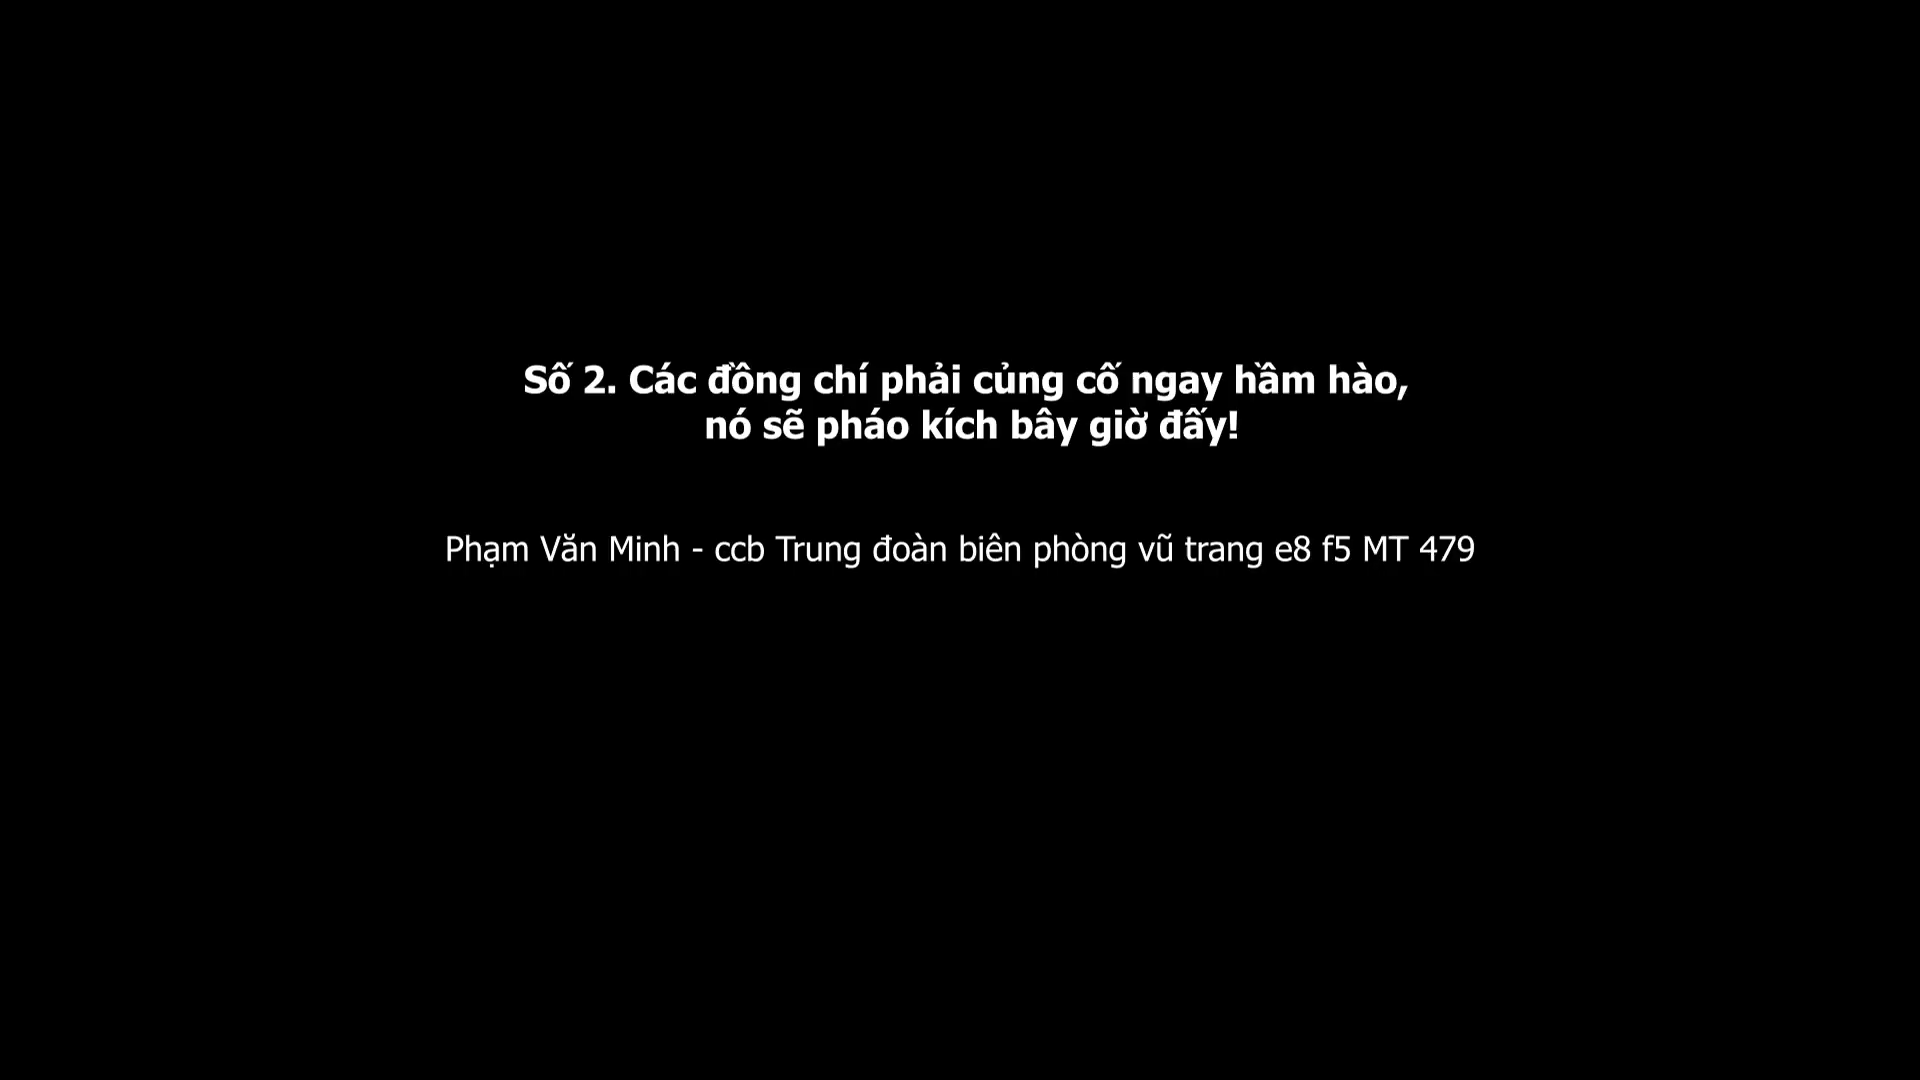 Số 2. Các đồng chí phải củng cố ngay hầm hào,
nó sẽ pháo kích bây giờ đấy!
Phạm Văn Minh - ccb Trung đoàn biên phòng vũ trang e8 f5 MT 479